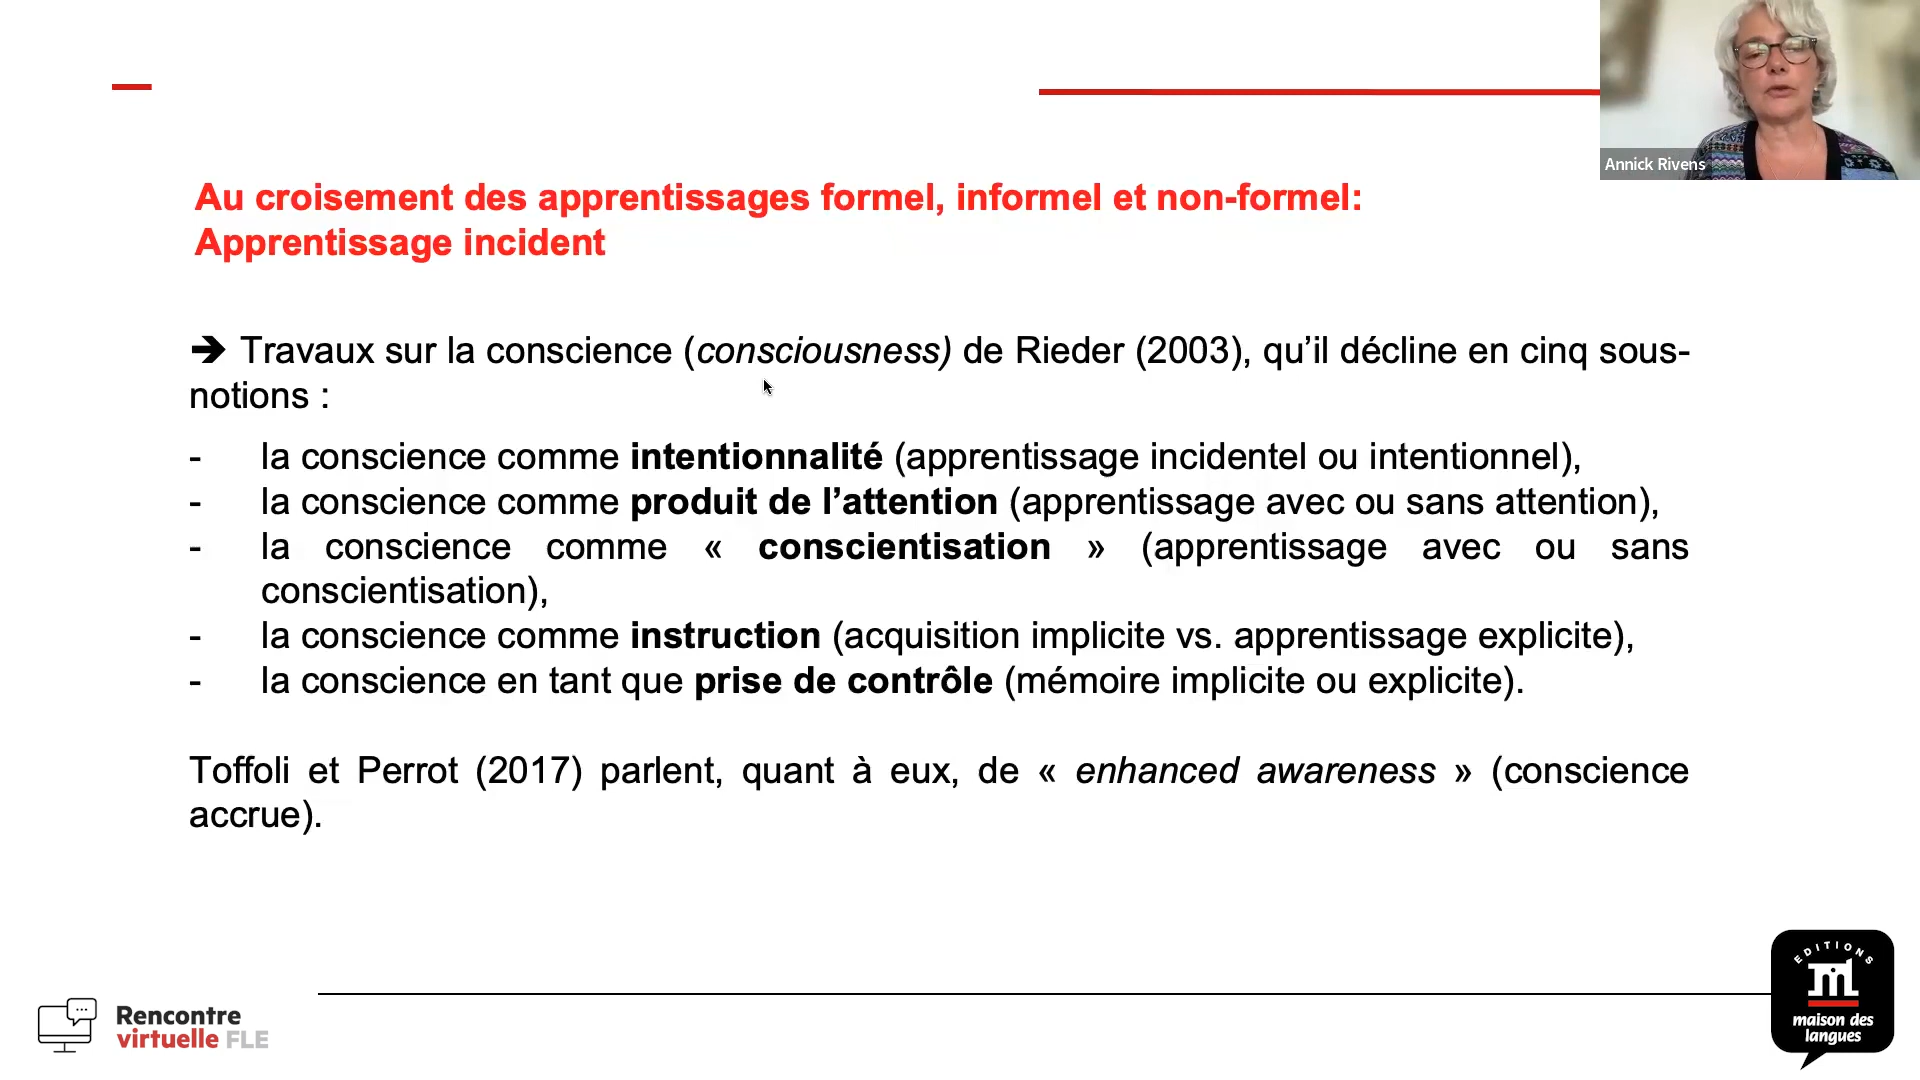 Annick Rivens
Au croisement des apprentissages formel, informel et non-formel:
Apprentissage incident
➔ Travaux sur la conscience (consciousness) de Rieder (2003), qu’il décline en cinq sous-
notions :
- la conscience comme intentionnalité (apprentissage incidentel ou intentionnel),
- la conscience comme produit de l’attention (apprentissage avec ou sans attention),
- la conscience comme « conscientisation » (apprentissage avec ou sans
conscientisation),
- la conscience comme instruction (acquisition implicite vs. apprentissage explicite),
- la conscience en tant que prise de contrôle (mémoire implicite ou explicite).
Toffoli et Perrot (2017) parlent, quant à eux, de « enhanced awareness » (conscience
accrue).
Rencontre
virtuelle FLE
EDITIONS
maison des
langues